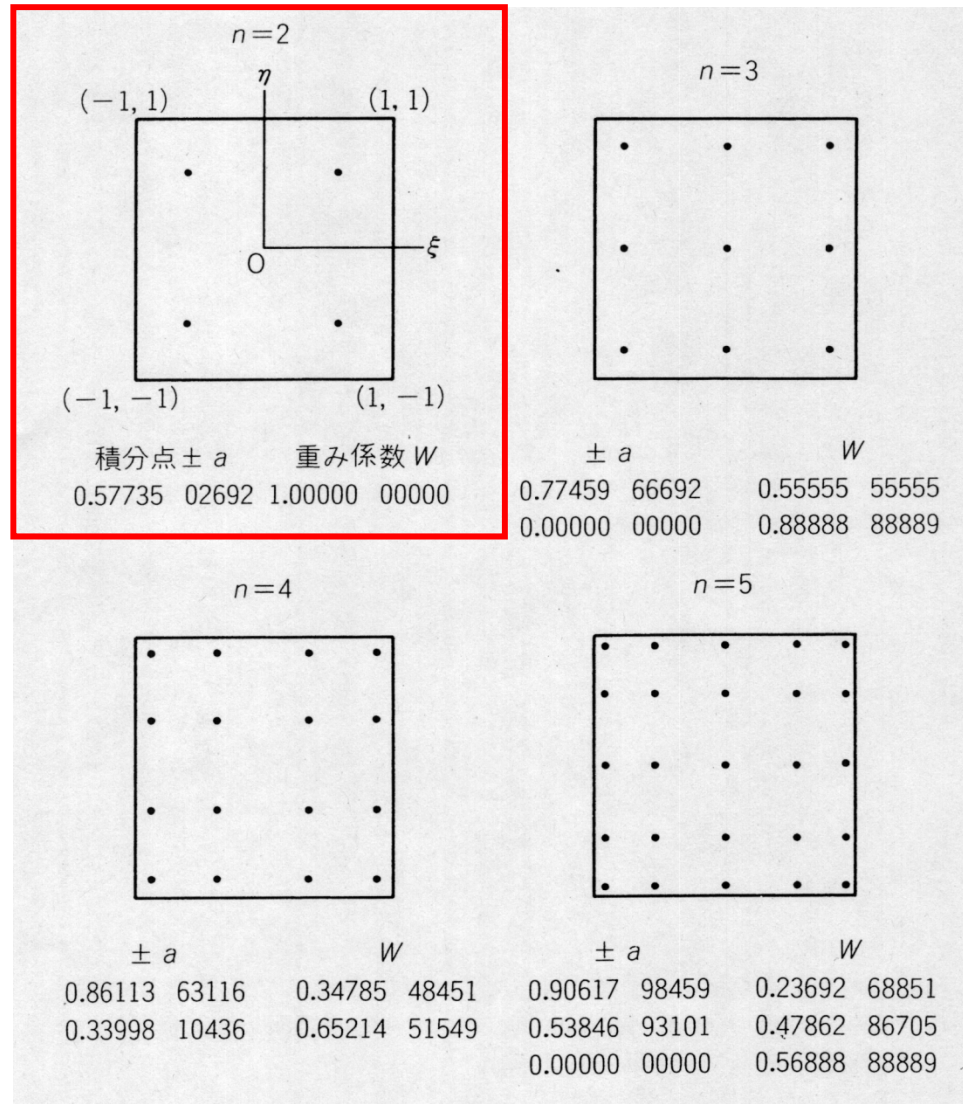 n=2
η
(−1, 1) (1, 1)
O
ξ
(−1, −1) (1, −1)
積分点± a 重み係数 W
0.57735 02692 1.00000 00000
n=3
± a W
0.77459 66692 0.55555 55555
0.00000 00000 0.88888 88889
n=4
± a W
0.86113 63116 0.34785 48451
0.33998 10436 0.65214 51549
n=5
± a W
0.90617 98459 0.23692 68851
0.53846 93101 0.47862 86705
0.00000 00000 0.56888 88889